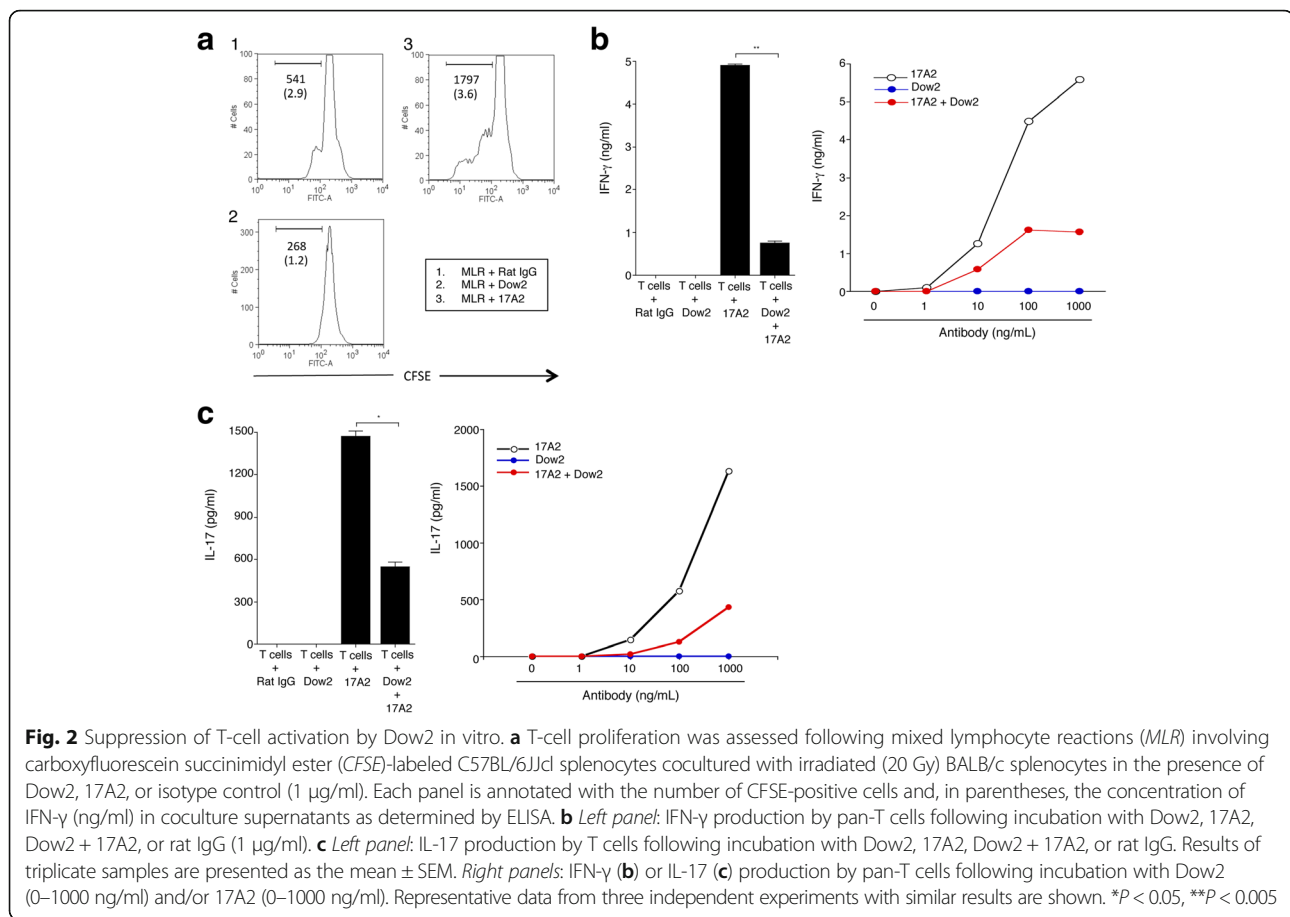 a
1
100
80
60
40
20
0
# Cells
541
(2.9)
10⁰ 10¹ 10² 10³ 10⁴
FITC-A
3
100
80
60
40
20
0
# Cells
1797
(3.6)
10⁰ 10¹ 10² 10³ 10⁴
FITC-A
2
300
200
100
0
# Cells
268
(1.2)
10⁰ 10¹ 10² 10³ 10⁴
FITC-A
1. MLR + Rat IgG
2. MLR + Dow2
3. MLR + 17A2
CFSE
b
**
5
4
3
2
1
0
IFN-γ (ng/ml)
T cells + Rat IgG
T cells + Dow2
T cells + 17A2
T cells + Dow2 + 17A2
6
5
4
3
2
1
0
IFN-γ (ng/ml)
17A2
Dow2
17A2 + Dow2
0 1 10 100 1000
Antibody (ng/mL)
c
*
1500
1200
900
600
300
0
IL-17 (pg/ml)
T cells + Rat IgG
T cells + Dow2
T cells + 17A2
T cells + Dow2 + 17A2
2000
1500
1000
500
0
IL-17 (pg/ml)
17A2
Dow2
17A2 + Dow2
0 1 10 100 1000
Antibody (ng/mL)
Fig. 2 Suppression of T-cell activation by Dow2 in vitro. a T-cell proliferation was assessed following mixed lymphocyte reactions (MLR) involving
carboxyfluorescein succinimidyl ester (CFSE)-labeled C57BL/6JJcl splenocytes cocultured with irradiated (20 Gy) BALB/c splenocytes in the presence of
Dow2, 17A2, or isotype control (1 μg/ml). Each panel is annotated with the number of CFSE-positive cells and, in parentheses, the concentration of
IFN-γ (ng/ml) in coculture supernatants as determined by ELISA. b Left panel: IFN-γ production by pan-T cells following incubation with Dow2, 17A2,
Dow2 + 17A2, or rat IgG (1 μg/ml). c Left panel: IL-17 production by T cells following incubation with Dow2, 17A2, Dow2 + 17A2, or rat IgG. Results of
triplicate samples are presented as the mean ± SEM. Right panels: IFN-γ (b) or IL-17 (c) production by pan-T cells following incubation with Dow2
(0–1000 ng/ml) and/or 17A2 (0–1000 ng/ml). Representative data from three independent experiments with similar results are shown. *P < 0.05, **P < 0.005